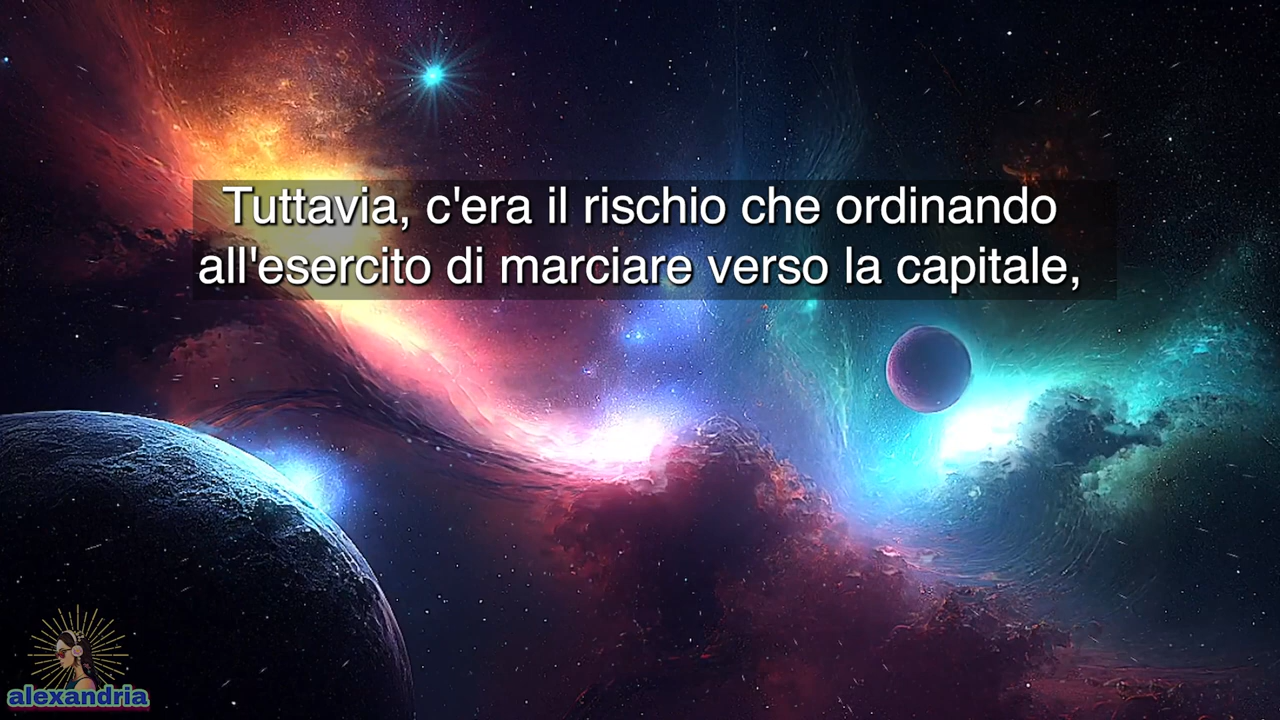 Tuttavia, c'era il rischio che ordinando
all'esercito di marciare verso la capitale,
alexandria